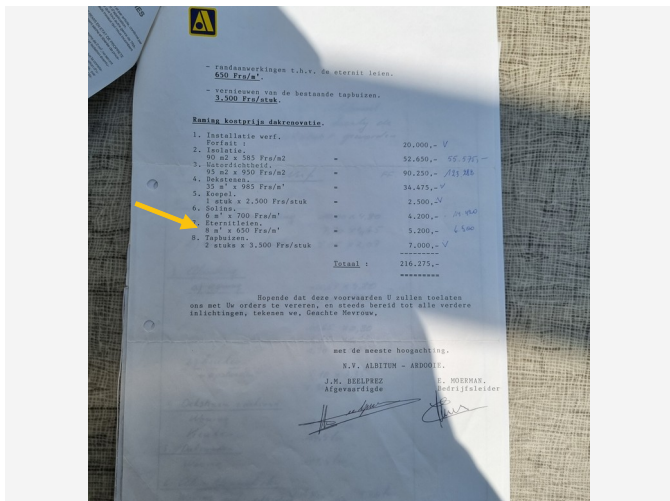 - randaanwerkingen t.h.v. de eternit leien.
650 Frs/m'.
- vernieuwen van de bestaande tapbuizen.
3.500 Frs/stuk.
Raming kostprijs dakrenovatie.
1. Installatie werf.
Forfait : 20.000,- V
2. Isolatie.
90 m2 x 585 Frs/m2 = 52.650,- 55.575,-
3. Waterdichtheid.
95 m2 x 950 Frs/m2 = 90.250,-
4. Dekstenen.
35 m' x 985 Frs/m' = 34.475,- V
5. Koepel.
1 stuk x 2.500 Frs/stuk = 2.500,- V
6. Solins.
6 m' x 700 Frs/m' = 4.200,-
7. Eternitleien.
8 m' x 650 Frs/m' = 5.200,-
8. Tapbuizen.
2 stuks x 3.500 Frs/stuk = 7.000,- V
Totaal : 216.275,-
Hopende dat deze voorwaarden U zullen toelaten
ons met Uw orders te vereren, en steeds bereid tot alle verdere
inlichtingen, tekenen we, Geachte Mevrouw,
met de meeste hoogachting,
N.V. ALBITUM - ARDOOIE.
J.M. BEELPREZ E. MOERMAN,
Afgevaardigde Bedrijfsleider